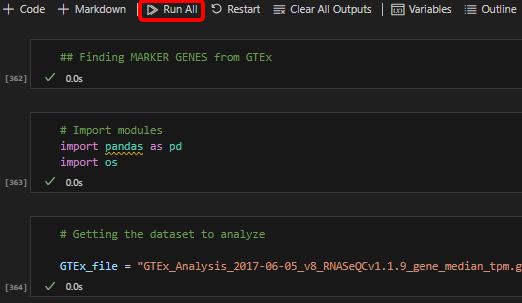 + Code + Markdown Run All Restart Clear All Outputs Variables Outline
## Finding MARKER GENES from GTEx
[362] ✓ 0.0s
# Import modules
import pandas as pd
import os
[363] ✓ 0.0s
# Getting the dataset to analyze
GTEx_file = "GTEx_Analysis_2017-06-05_v8_RNASeQCv1.1.9_gene_median_tpm.g
[364] ✓ 0.0s